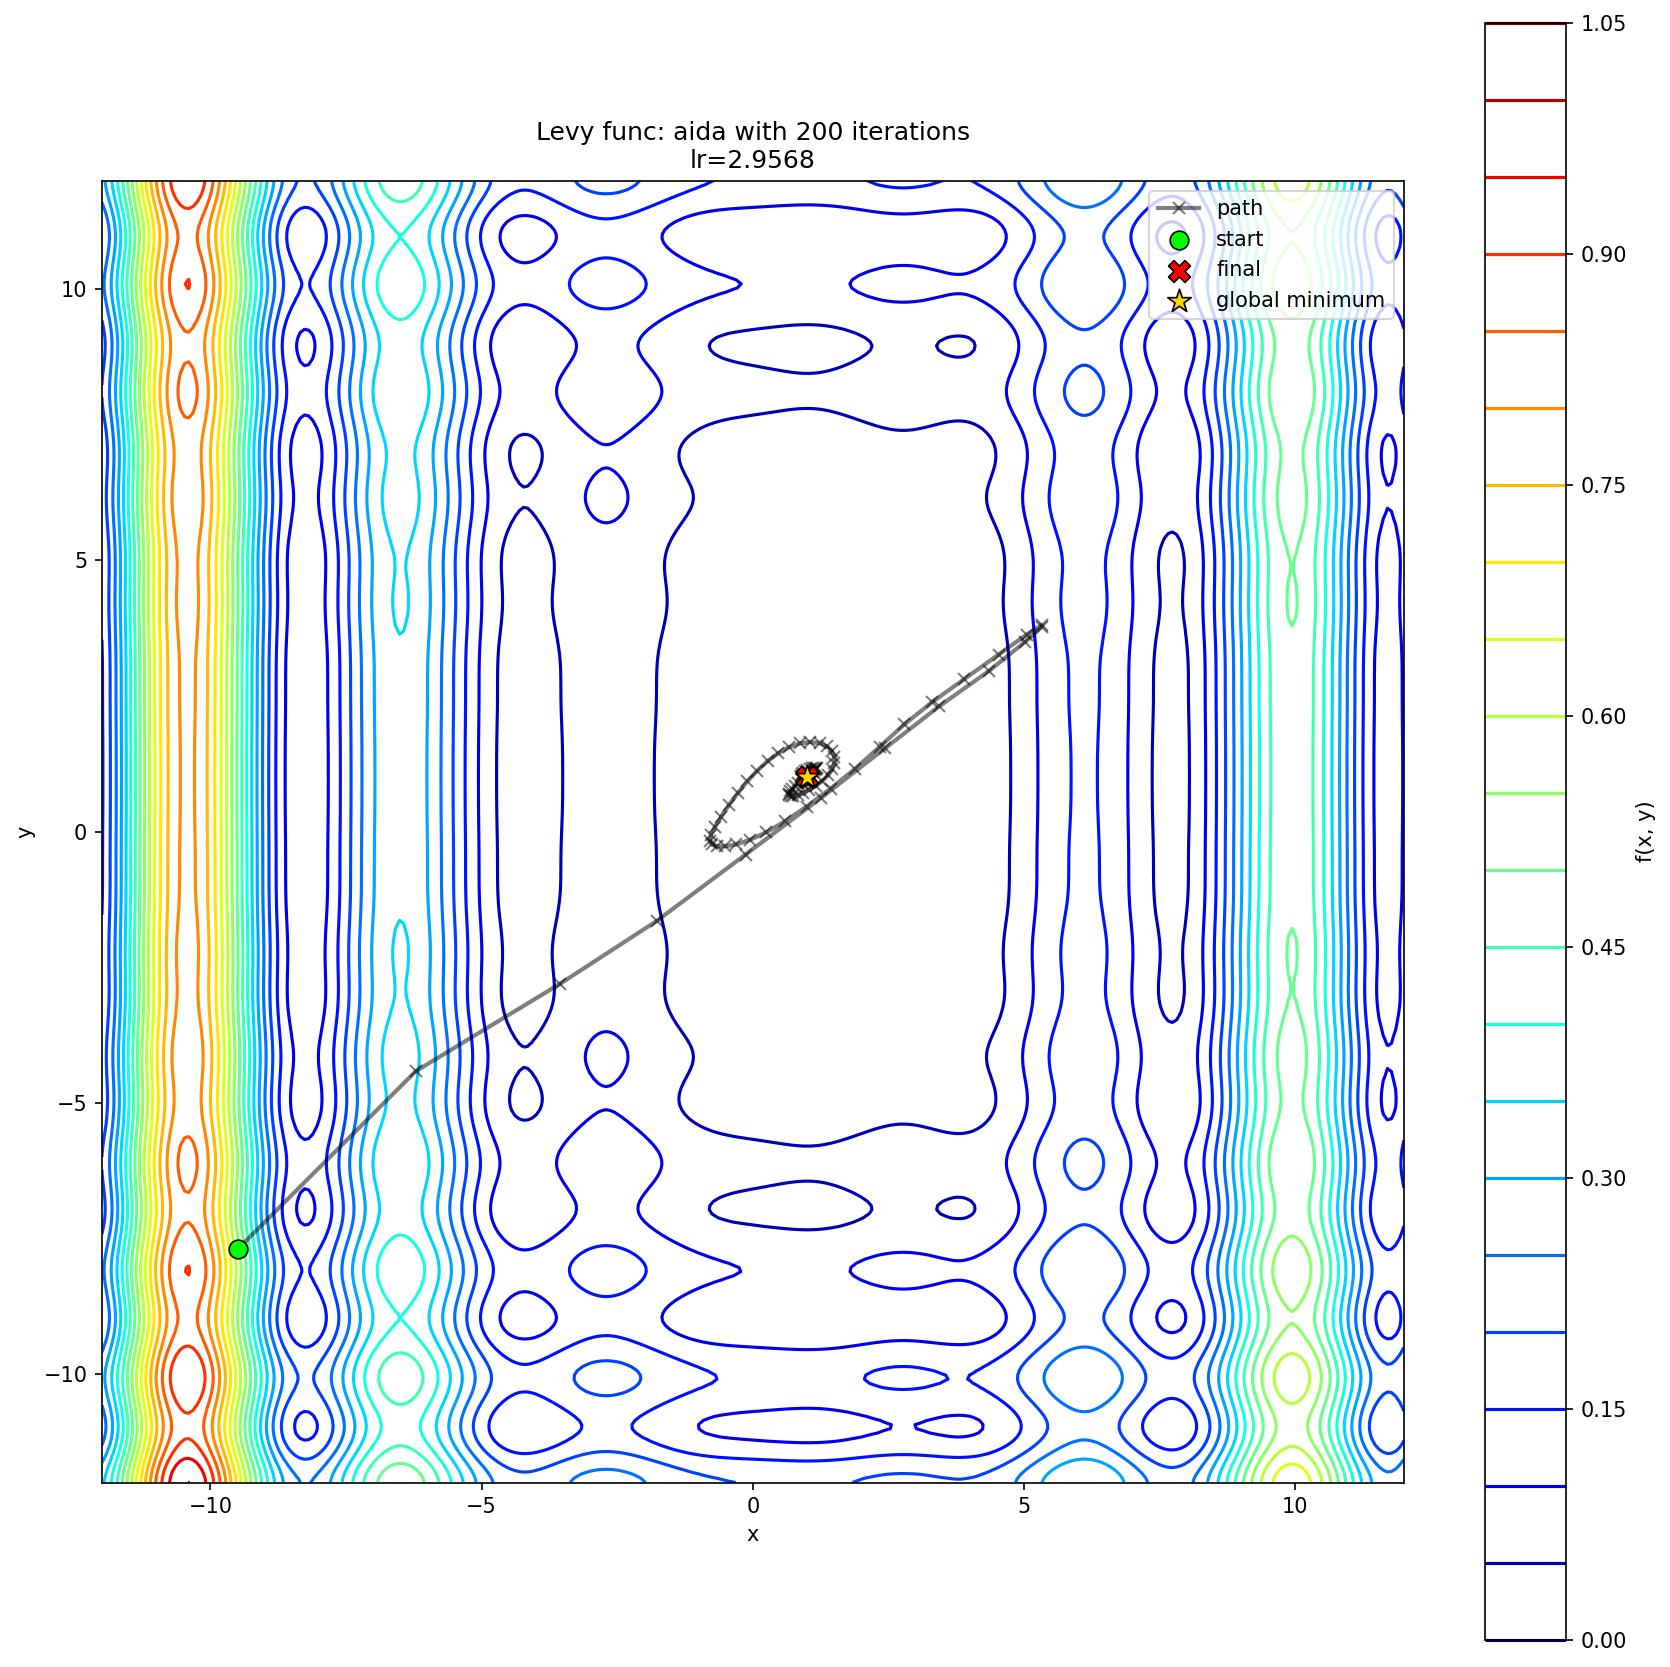 Levy func: aida with 200 iterations
lr=2.9568
path
start
final
global minimum
10
5
0
−5
−10
y
−10
−5
0
5
10
x
1.05
0.90
0.75
0.60
0.45
0.30
0.15
0.00
f(x, y)